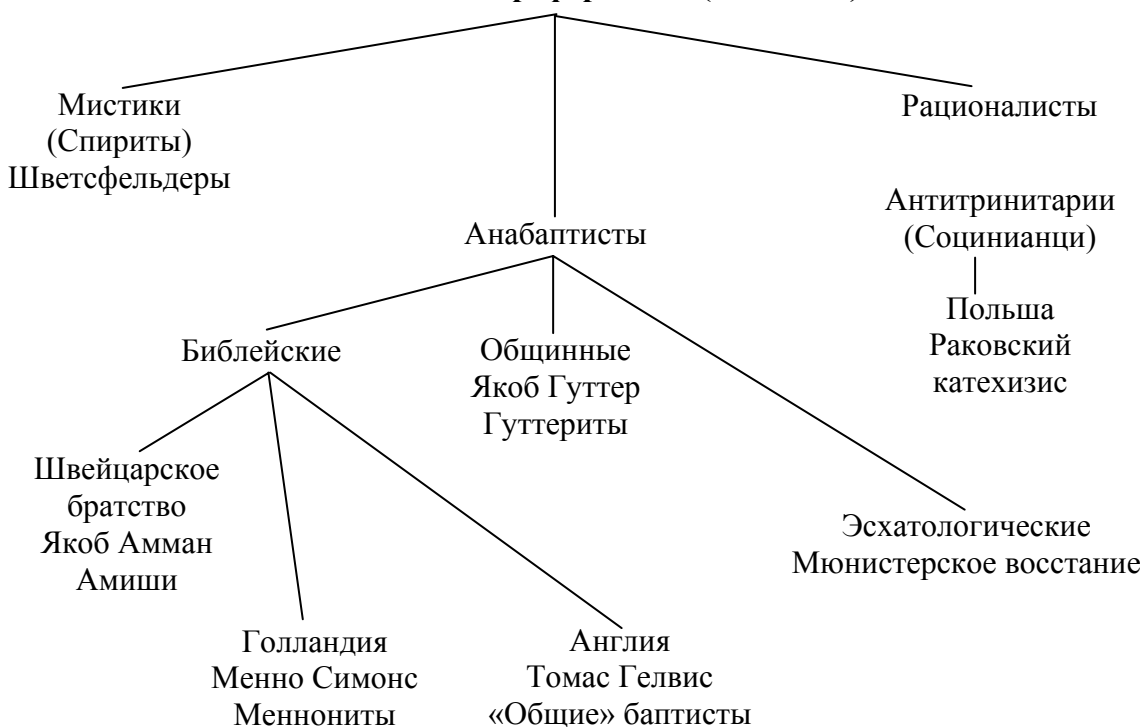 Мистики
(Спириты)
Шветсфельдеры
Рационалисты
Антитринитарии
(Социнианци)
Польша
Раковский
катехизис
Анабаптисты
Библейские
Общинные
Якоб Гуттер
Гуттериты
Швейцарское
братство
Якоб Амман
Амиши
Эсхатологические
Мюнистерское восстание
Голландия
Менно Симонс
Меннониты
Англия
Томас Гелвис
«Общие» баптисты